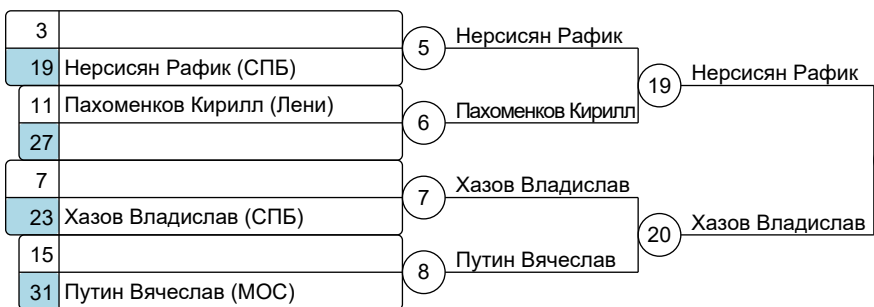 3
19 Нерсисян Рафик (СПБ)
11 Пахоменков Кирилл (Лени)
27
7
23 Хазов Владислав (СПБ)
15
31 Путин Вячеслав (МОС)
5
6
7
8
Нерсисян Рафик
Пахоменков Кирилл
Хазов Владислав
Путин Вячеслав
19
20
Нерсисян Рафик
Хазов Владислав